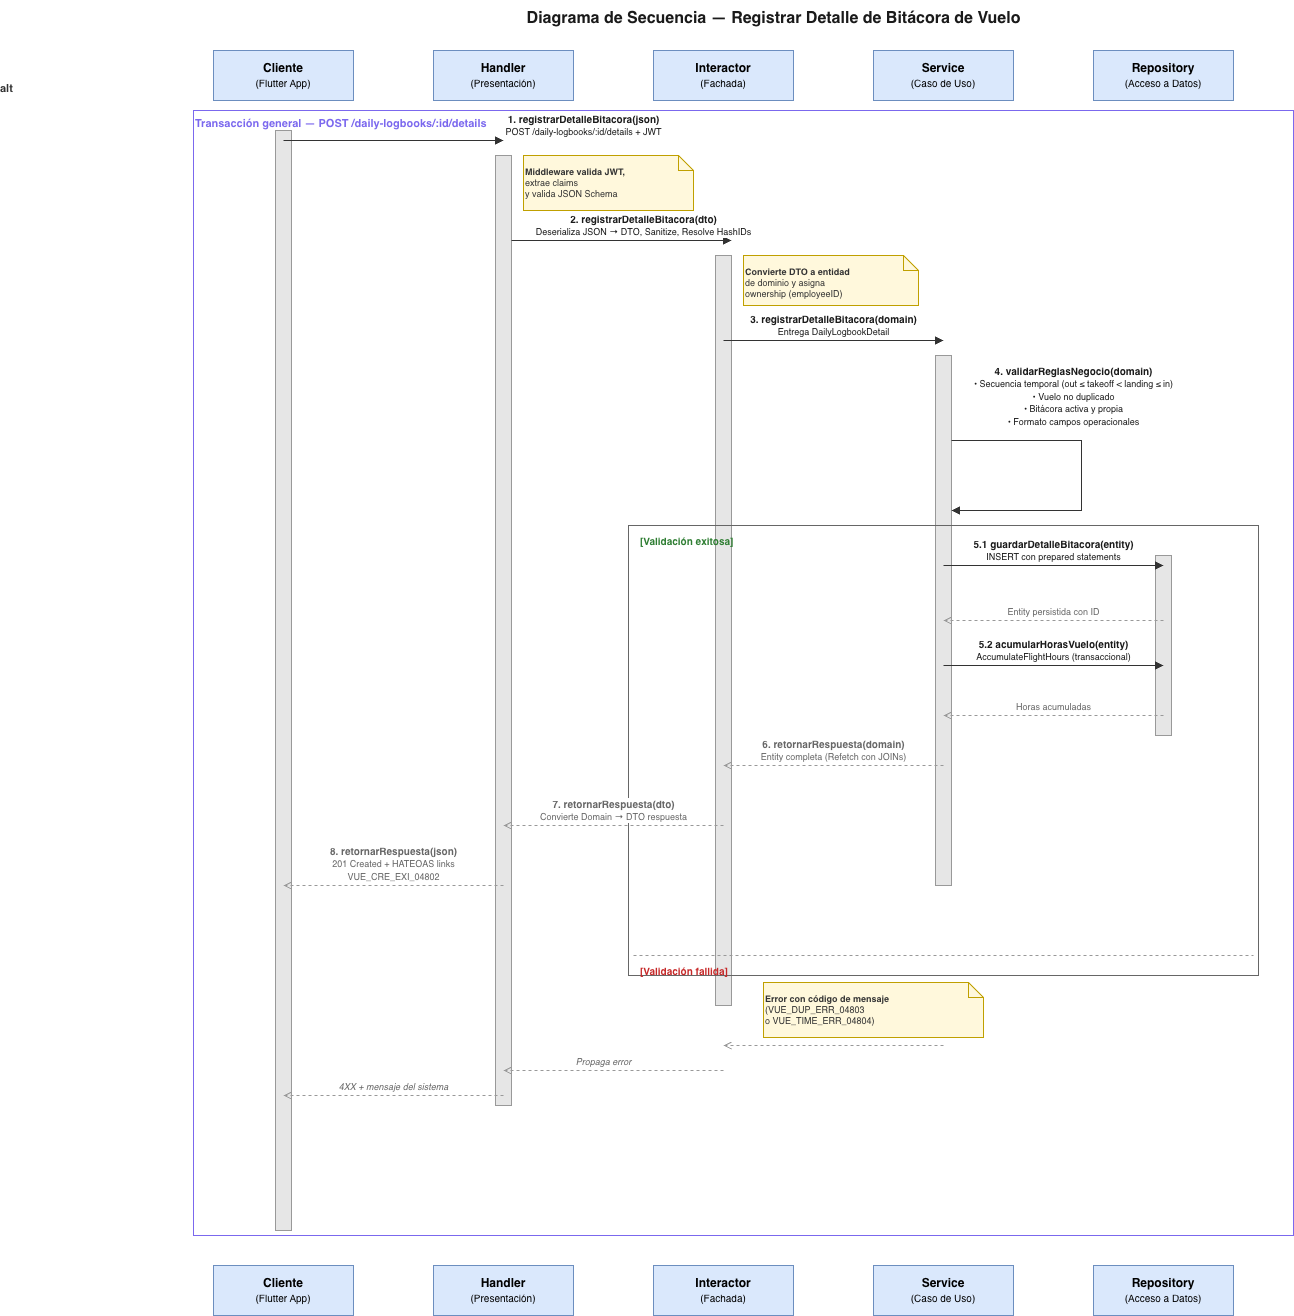 Diagrama de Secuencia — Registrar Detalle de Bitácora de Vuelo
Cliente
(Flutter App)
Handler
(Presentación)
Interactor
(Fachada)
Service
(Caso de Uso)
Repository
(Acceso a Datos)
alt
Transacción general — POST /daily-logbooks/:id/details
1. registrarDetalleBitacora(json)
POST /daily-logbooks/:id/details + JWT
Middleware valida JWT,
extrae claims
y valida JSON Schema
2. registrarDetalleBitacora(dto)
Deserializa JSON → DTO, Sanitize, Resolve HashIDs
Convierte DTO a entidad
de dominio y asigna
ownership (employeeID)
3. registrarDetalleBitacora(domain)
Entrega DailyLogbookDetail
4. validarReglasNegocio(domain)
• Secuencia temporal (out ≤ takeoff < landing ≤ in)
• Vuelo no duplicado
• Bitácora activa y propia
• Formato campos operacionales
[Validación exitosa]
5.1 guardarDetalleBitacora(entity)
INSERT con prepared statements
Entity persistida con ID
5.2 acumularHorasVuelo(entity)
AccumulateFlightHours (transaccional)
Horas acumuladas
6. retornarRespuesta(domain)
Entity completa (Refetch con JOINs)
7. retornarRespuesta(dto)
Convierte Domain → DTO respuesta
8. retornarRespuesta(json)
201 Created + HATEOAS links
VUE_CRE_EXI_04802
[Validación fallida]
Error con código de mensaje
(VUE_DUP_ERR_04803
o VUE_TIME_ERR_04804)
Propaga error
4XX + mensaje del sistema
Cliente
(Flutter App)
Handler
(Presentación)
Interactor
(Fachada)
Service
(Caso de Uso)
Repository
(Acceso a Datos)